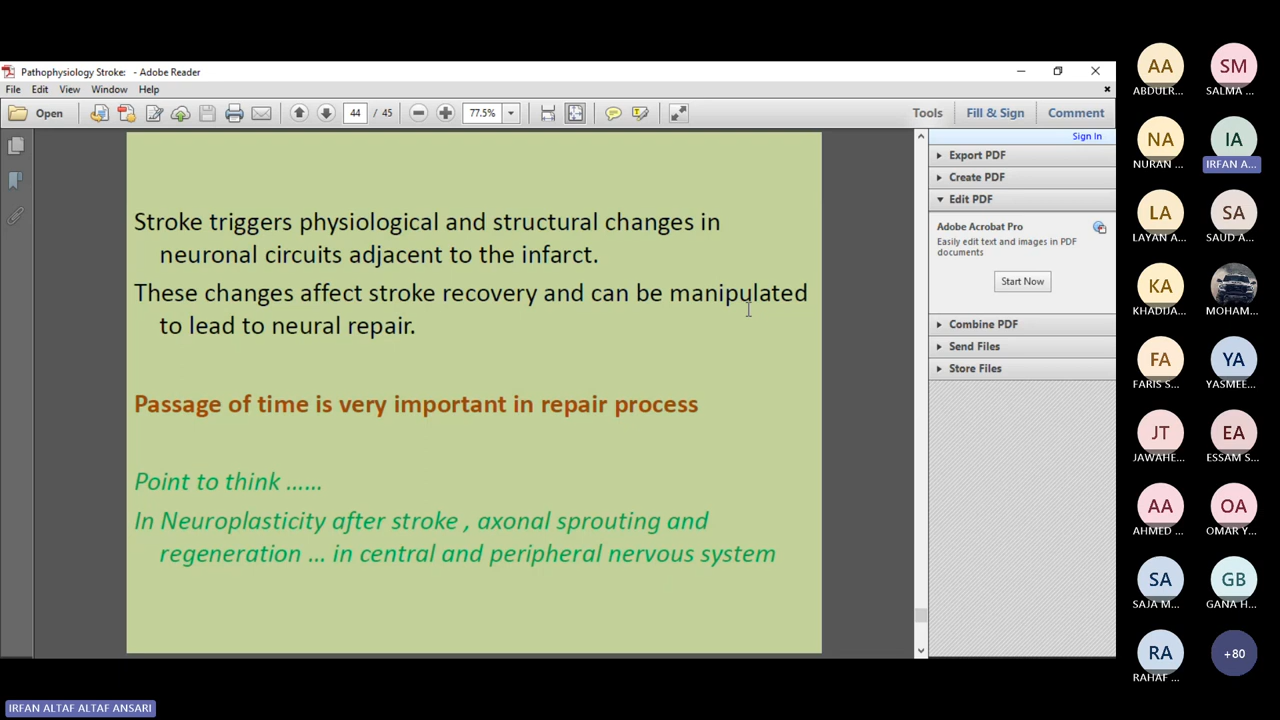 Pathophysiology Stroke: - Adobe Reader
File Edit View Window Help
Open 44 / 45 77.5% Tools Fill & Sign Comment
Sign In
Export PDF
Create PDF
Edit PDF
Adobe Acrobat Pro
Easily edit text and images in PDF
documents
Start Now
Combine PDF
Send Files
Store Files
Stroke triggers physiological and structural changes in
neuronal circuits adjacent to the infarct.
These changes affect stroke recovery and can be manipulated
to lead to neural repair.
Passage of time is very important in repair process
Point to think ......
In Neuroplasticity after stroke , axonal sprouting and
regeneration ... in central and peripheral nervous system
AA SM
ABDULR... SALMA ...
NA IA
NURAN ... IRFAN A...
LA SA
LAYAN A... SAUD A...
KA
KHADIJA... MOHAM...
FA YA
FARIS S... YASMEE...
JT EA
JAWAHE... ESSAM S...
AA OA
AHMED ... OMAR Y...
SA GB
SAJA M... GANA H...
RA +80
RAHAF ...
IRFAN ALTAF ALTAF ANSARI